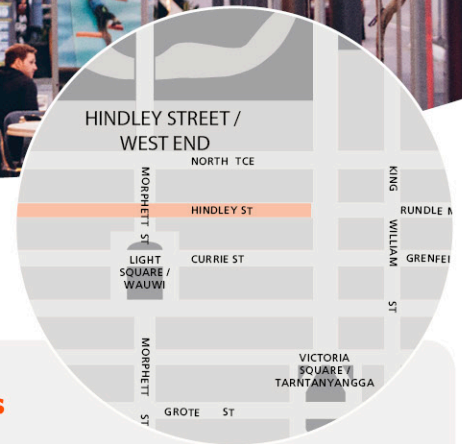 HINDLEY STREET /
WEST END
NORTH TCE
MORPHETT ST
KING WILLIAM ST
HINDLEY ST
RUNDLE
LIGHT
SQUARE /
WAUWI
CURRIE ST
VICTORIA
SQUARE /
TARNTANYANGGA
MORPHETT ST
GROTE ST